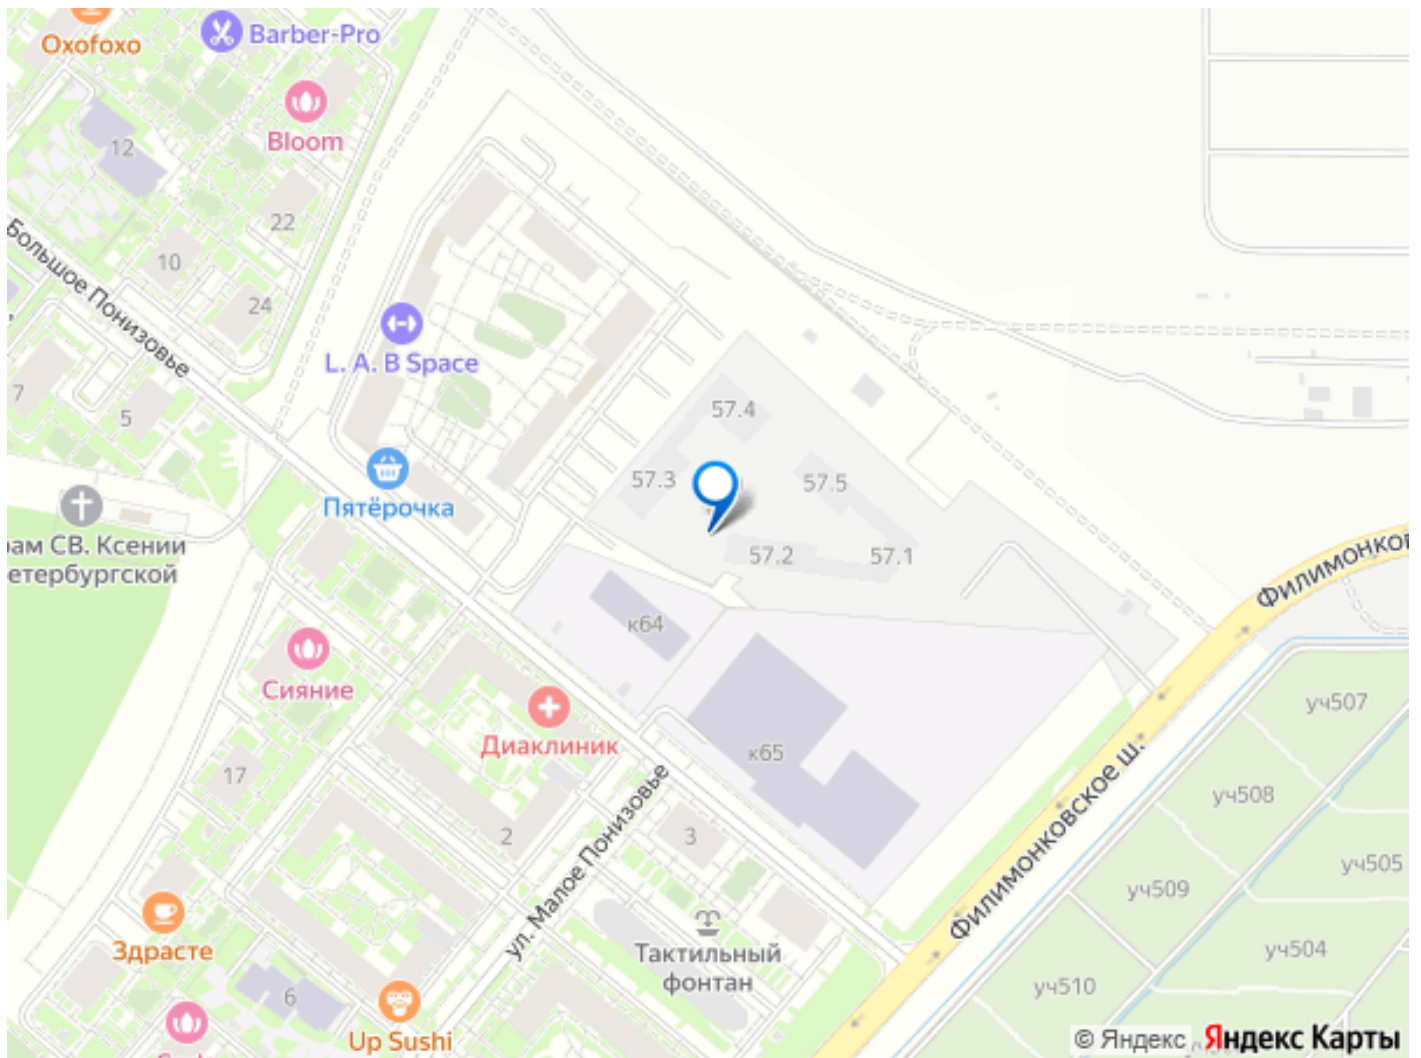 Охоfохо
Barber-Pro
Bloom
12
22
10
24
Большое Понизовье
L. A. B Space
7
5
57.4
57.3
57.5
57.2
57.1
Пятёрочка
рам СВ. Ксении
етербургской
Филимонков
к64
Сияние
Диаклиник
17
к65
2
3
ул. Малое Понизовье
Филимонковское ш.
уч507
уч508
уч505
уч509
уч504
уч510
Здрасте
Тактильный
фонтан
6
Up Sushi
© Яндекс
Яндекс Карты